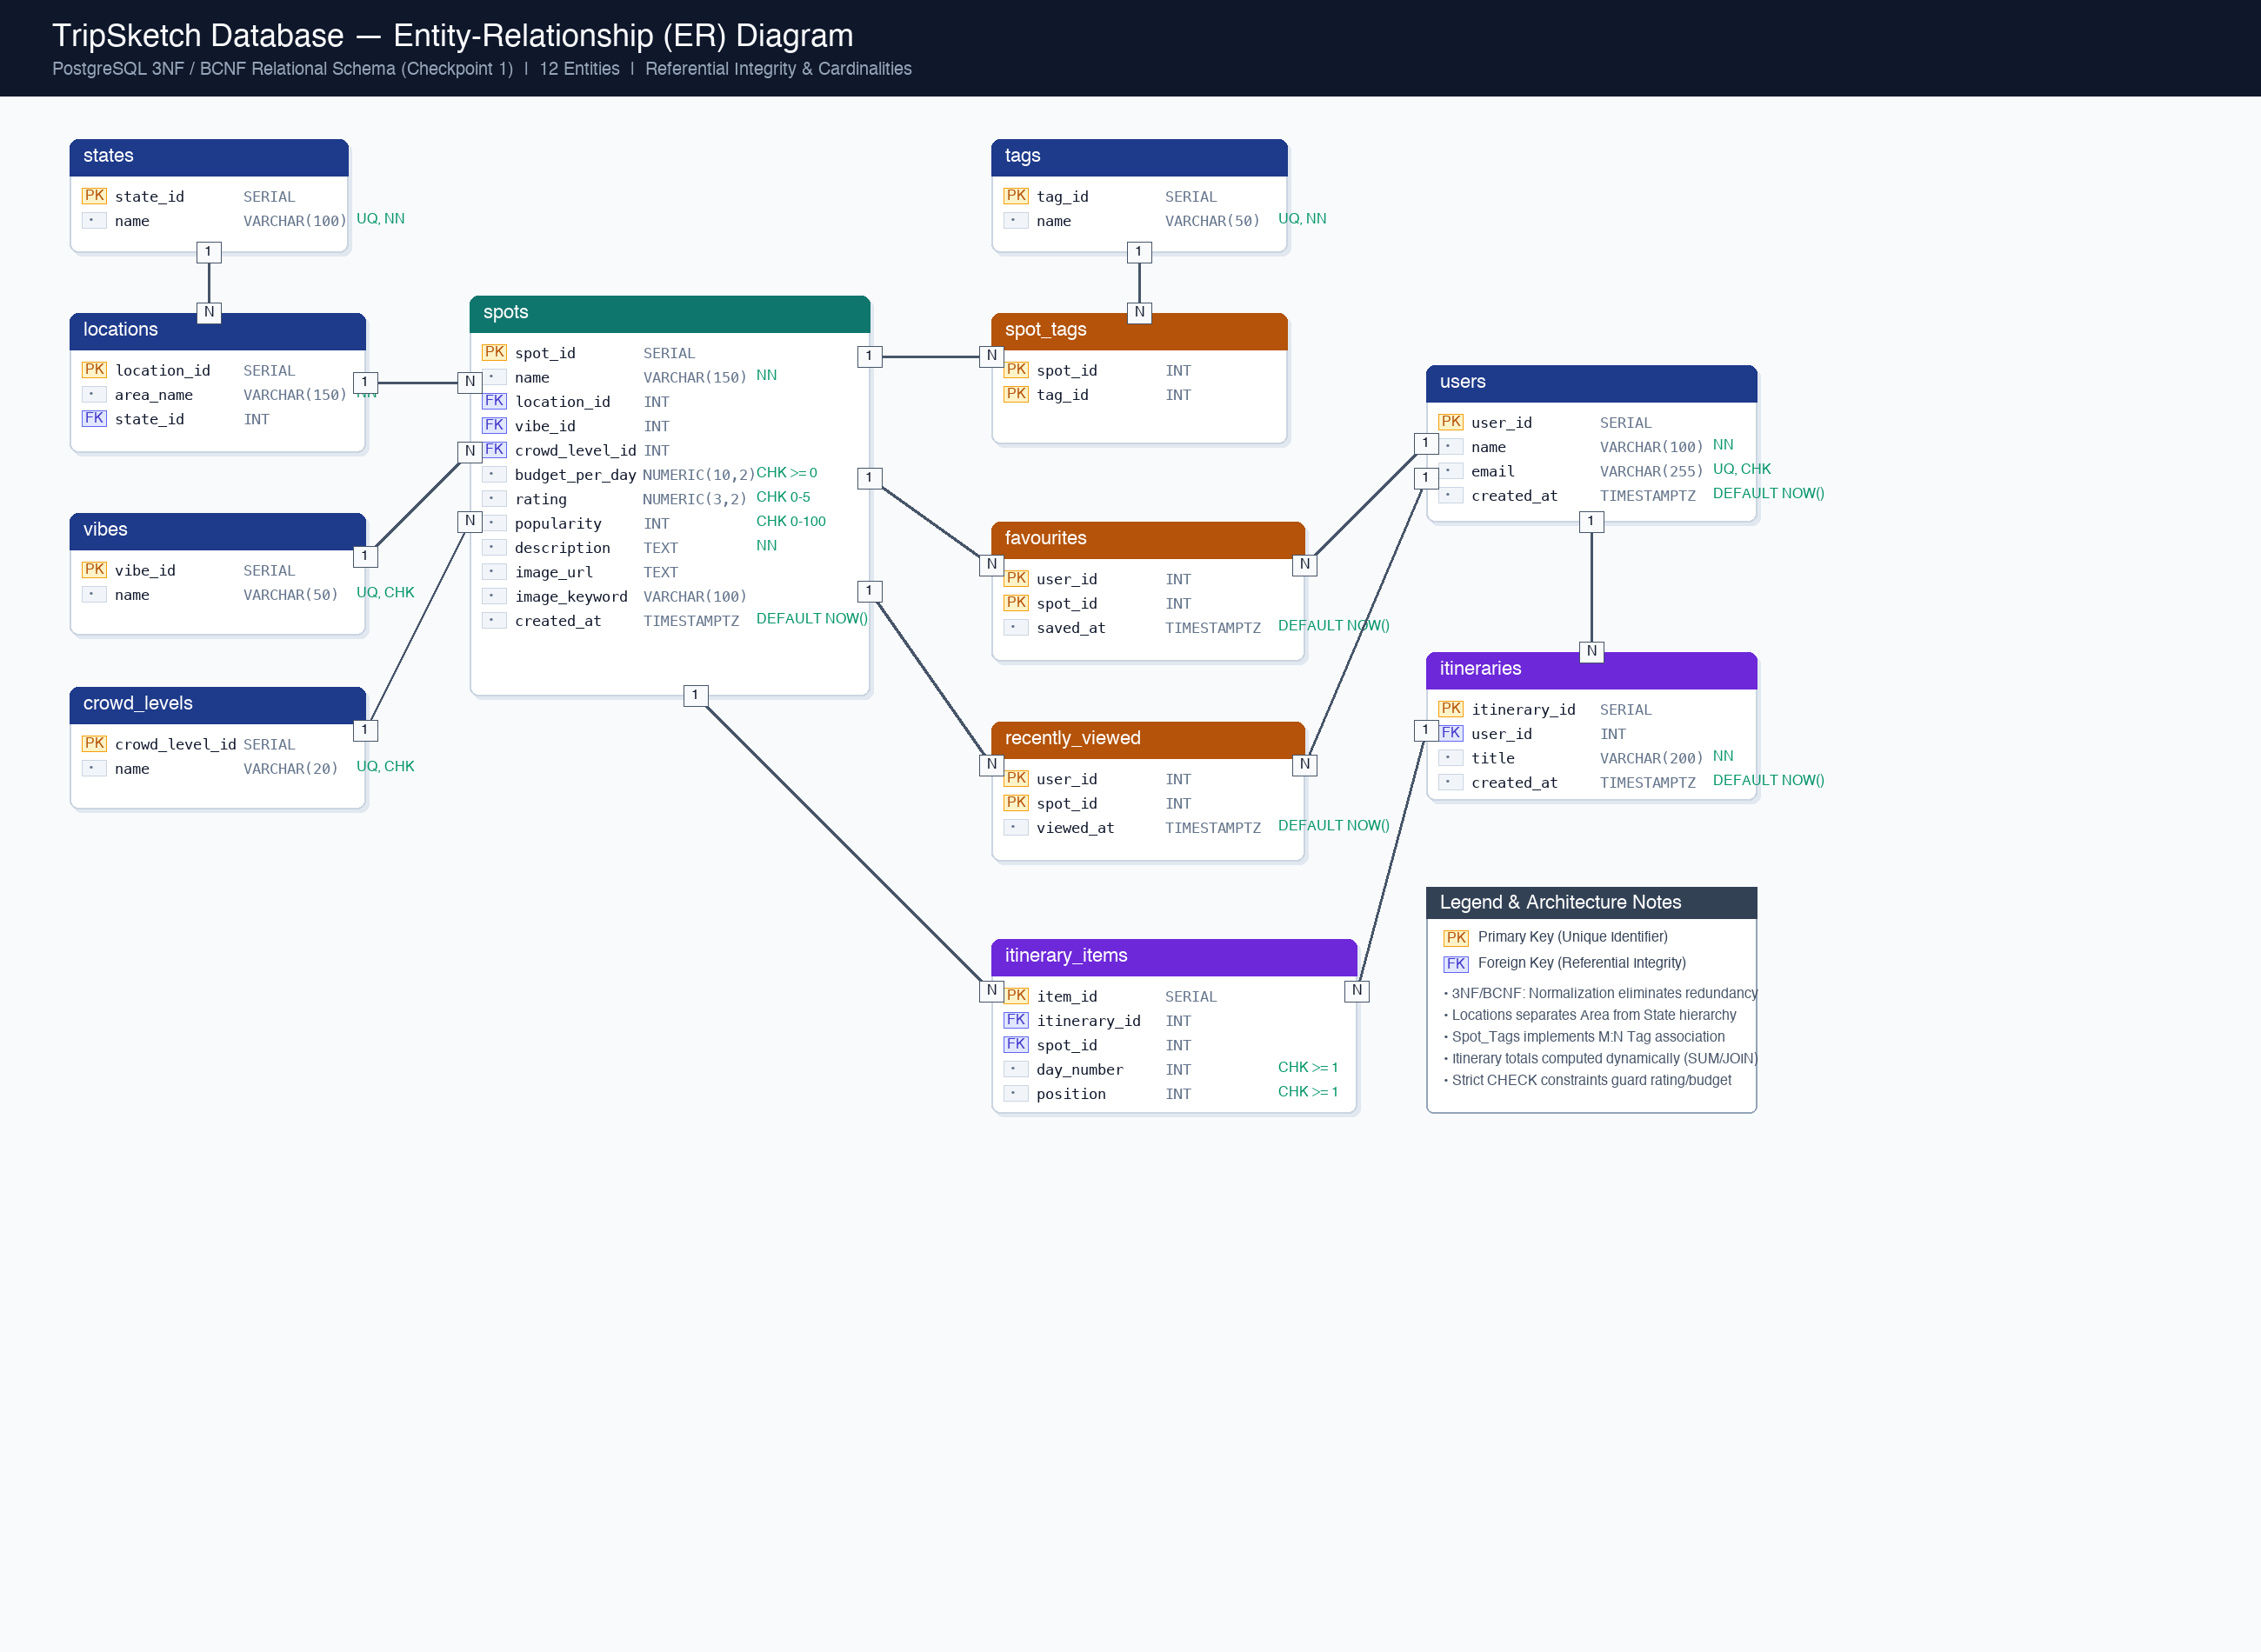 TripSketch Database — Entity-Relationship (ER) Diagram
PostgreSQL 3NF / BCNF Relational Schema (Checkpoint 1) | 12 Entities | Referential Integrity & Cardinalities
states
PK state_id SERIAL
• name VARCHAR(100) UQ, NN
1
N
locations
PK location_id SERIAL
• area_name VARCHAR(150) NN
FK state_id INT
1
N
vibes
PK vibe_id SERIAL
• name VARCHAR(50) UQ, CHK
1
N
crowd_levels
PK crowd_level_id SERIAL
• name VARCHAR(20) UQ, CHK
1
N
spots
PK spot_id SERIAL
• name VARCHAR(150) NN
FK location_id INT
FK vibe_id INT
FK crowd_level_id INT
• budget_per_day NUMERIC(10,2) CHK >= 0
• rating NUMERIC(3,2) CHK 0-5
• popularity INT CHK 0-100
• description TEXT NN
• image_url TEXT
• image_keyword VARCHAR(100)
• created_at TIMESTAMPTZ DEFAULT NOW()
1
1
1
1
tags
PK tag_id SERIAL
• name VARCHAR(50) UQ, NN
1
N
spot_tags
N
PK spot_id INT
PK tag_id INT
favourites
N
N
PK user_id INT
PK spot_id INT
• saved_at TIMESTAMPTZ DEFAULT NOW()
recently_viewed
N
N
PK user_id INT
PK spot_id INT
• viewed_at TIMESTAMPTZ DEFAULT NOW()
itinerary_items
N
N
PK item_id SERIAL
FK itinerary_id INT
FK spot_id INT
• day_number INT CHK >= 1
• position INT CHK >= 1
users
PK user_id SERIAL
1
• name VARCHAR(100) NN
• email VARCHAR(255) UQ, CHK
1
• created_at TIMESTAMPTZ DEFAULT NOW()
1
N
itineraries
PK itinerary_id SERIAL
1
FK user_id INT
• title VARCHAR(200) NN
• created_at TIMESTAMPTZ DEFAULT NOW()
Legend & Architecture Notes
PK Primary Key (Unique Identifier)
FK Foreign Key (Referential Integrity)
• 3NF/BCNF: Normalization eliminates redundancy
• Locations separates Area from State hierarchy
• Spot_Tags implements M:N Tag association
• Itinerary totals computed dynamically (SUM/JOIN)
• Strict CHECK constraints guard rating/budget